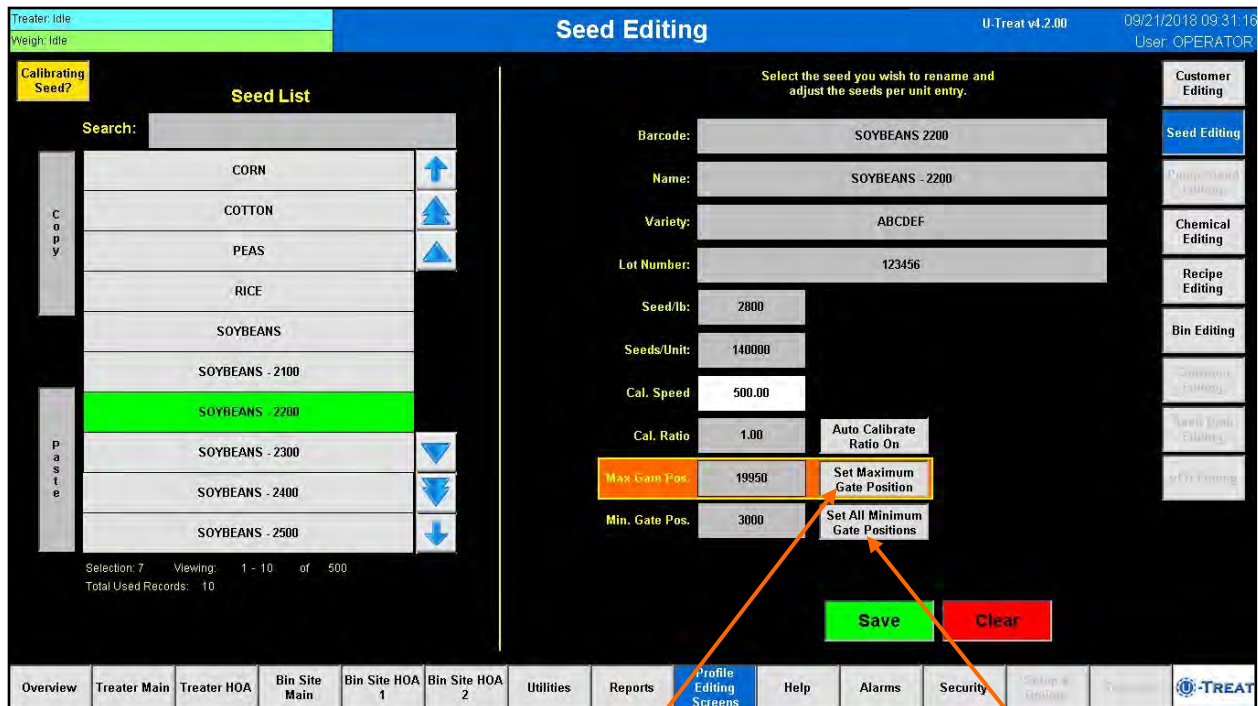 Treater: Idle
Weigh: Idle
Seed Editing
U-Treat v4.2.00
09/21/2018 09:31:16
User: OPERATOR
Calibrating
Seed?
Seed List
Search:
Copy
Paste
CORN
COTTON
PEAS
RICE
SOYBEANS
SOYBEANS - 2100
SOYBEANS - 2200
SOYBEANS - 2300
SOYBEANS - 2400
SOYBEANS - 2500
Selection: 7 Viewing: 1 - 10 of 500
Total Used Records: 10
Select the seed you wish to rename and
adjust the seeds per unit entry.
Barcode: SOYBEANS 2200
Name: SOYBEANS - 2200
Variety: ABCDEF
Lot Number: 123456
Seed/lb: 2800
Seeds/Unit: 140000
Cal. Speed 500.00
Cal. Ratio 1.00
Auto Calibrate
Ratio On
Max Gate Pos. 19950
Set Maximum
Gate Position
Min. Gate Pos. 3000
Set All Minimum
Gate Positions
Save
Clear
Customer
Editing
Seed Editing
Chemical
Editing
Recipe
Editing
Bin Editing
Overview
Treater Main
Treater HOA
Bin Site
Main
Bin Site HOA
1
Bin Site HOA
2
Utilities
Reports
Profile
Editing
Screens
Help
Alarms
Security
U-TREAT